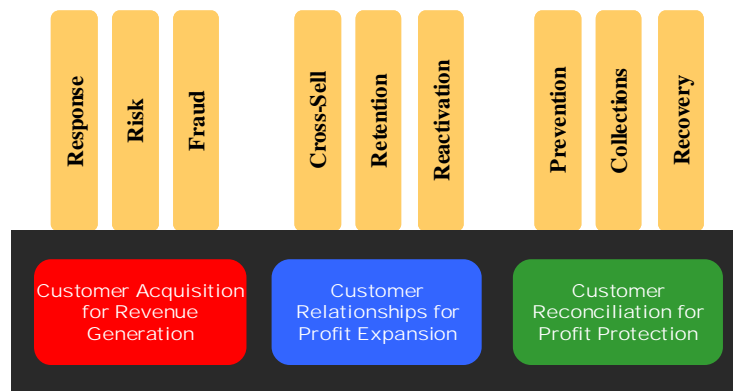 Response
Risk
Fraud
Cross-Sell
Retention
Reactivation
Prevention
Collections
Recovery
Customer Acquisition
for Revenue
Generation
Customer
Relationships for
Profit Expansion
Customer
Reconciliation for
Profit Protection